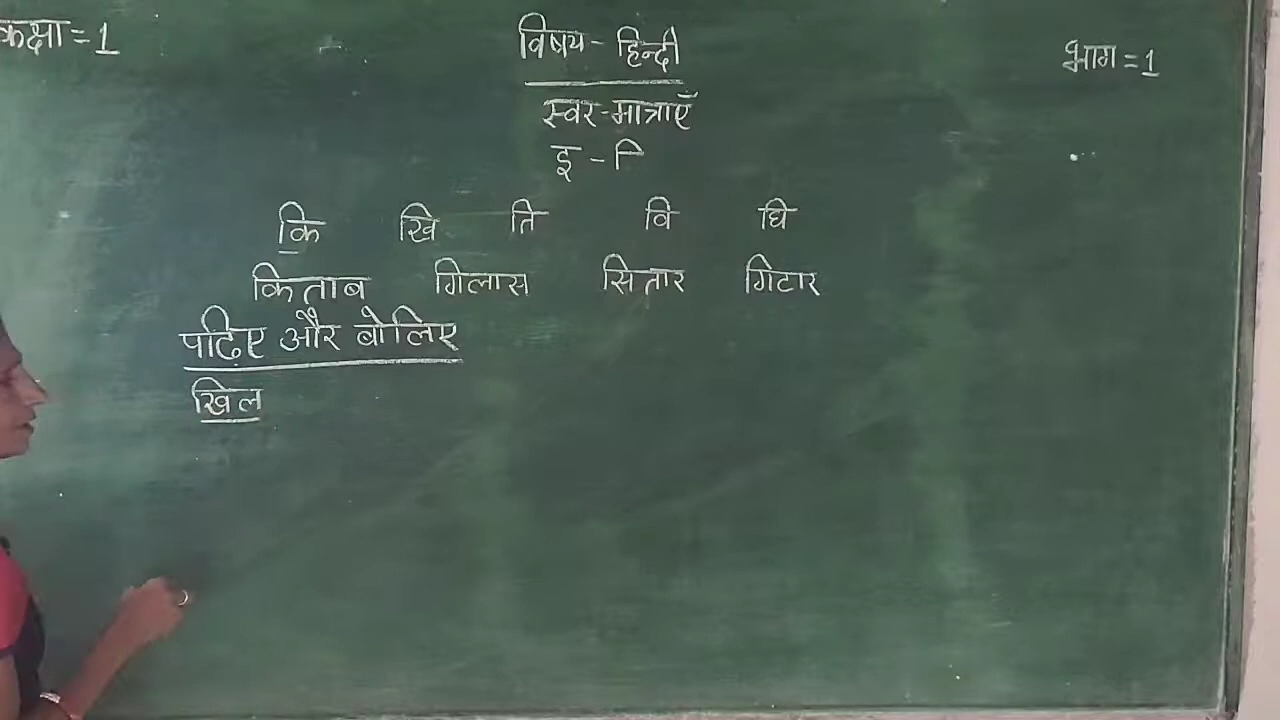 कक्षा = 1 विषय - हिन्दी भाग = 1
स्वर - मात्राएँ
इ - ि
कि खि ति वि धि
किताब गिलास सितार गिटार
पढ़िए और बोलिए
खिल